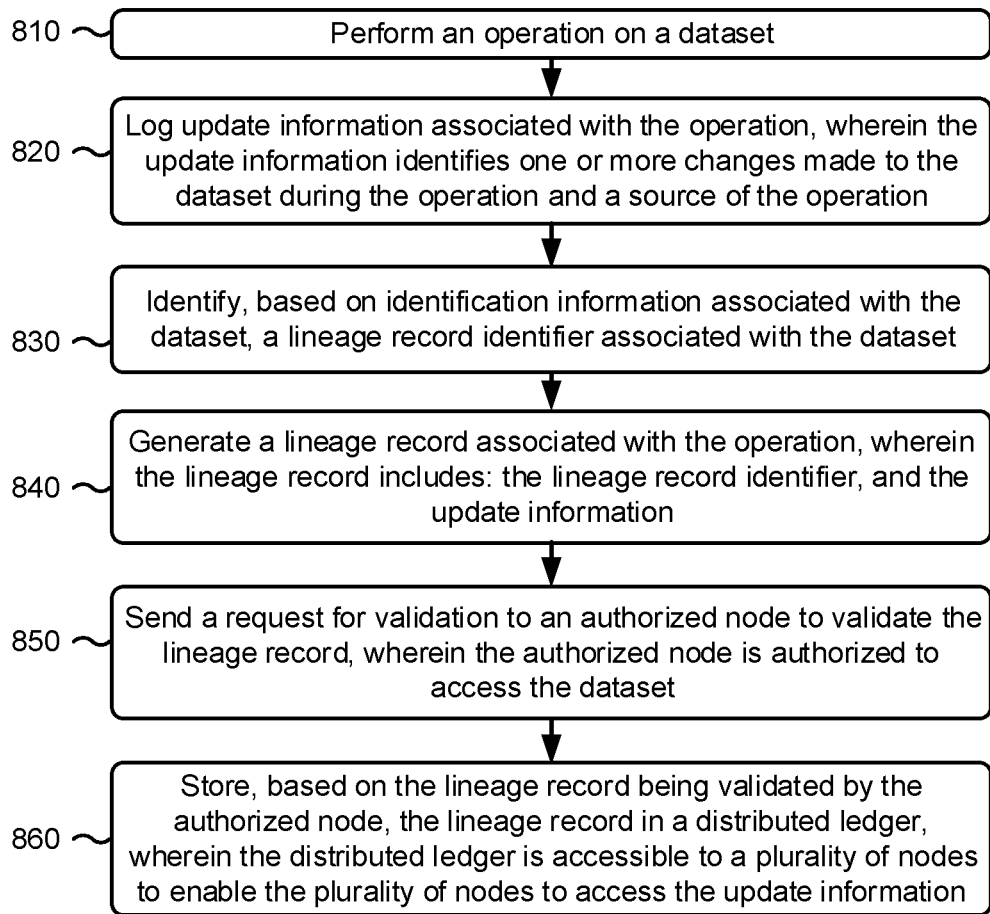 810
Perform an operation on a dataset
820
Log update information associated with the operation, wherein the
update information identifies one or more changes made to the
dataset during the operation and a source of the operation
830
Identify, based on identification information associated with the
dataset, a lineage record identifier associated with the dataset
840
Generate a lineage record associated with the operation, wherein
the lineage record includes: the lineage record identifier, and the
update information
850
Send a request for validation to an authorized node to validate the
lineage record, wherein the authorized node is authorized to
access the dataset
860
Store, based on the lineage record being validated by the
authorized node, the lineage record in a distributed ledger,
wherein the distributed ledger is accessible to a plurality of nodes
to enable the plurality of nodes to access the update information